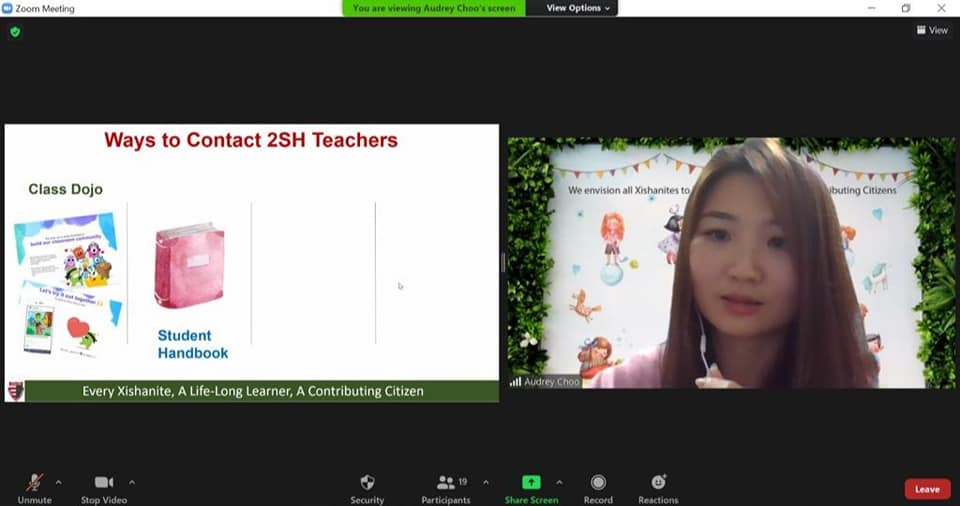 Zoom Meeting
You are viewing Audrey Choo's screen
View Options
View
Ways to Contact 2SH Teachers
Class Dojo
build our classroom community
Let's try it out together
Student
Handbook
Every Xishanite, A Life-Long Learner, A Contributing Citizen
We envision all Xishanites to
ibuting Citizens
Audrey Choo
Unmute
Stop Video
Security
19
Participants
Share Screen
Record
Reactions
Leave